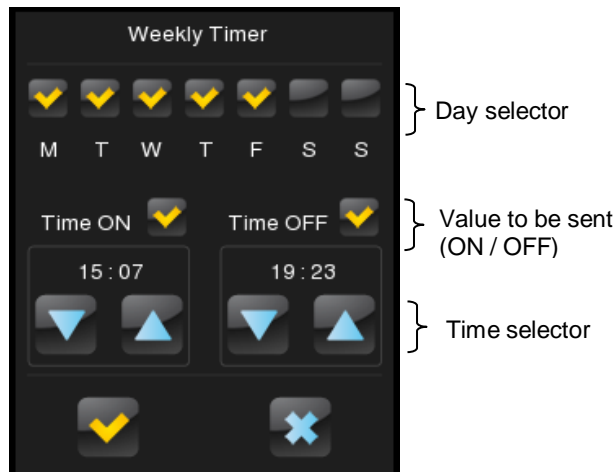 Weekly Timer
Day selector
M T W T F S S
Time ON Time OFF
Value to be sent
(ON / OFF)
15:07 19:23
Time selector